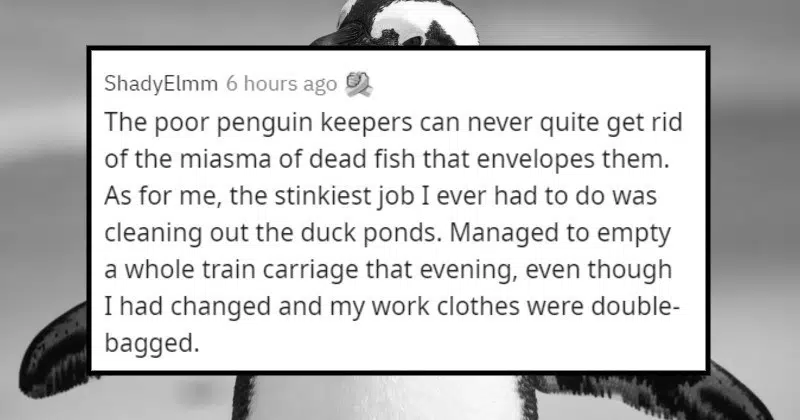 ShadyElmm 6 hours ago
The poor penguin keepers can never quite get rid
of the miasma of dead fish that envelopes them.
As for me, the stinkiest job I ever had to do was
cleaning out the duck ponds. Managed to empty
a whole train carriage that evening, even though
I had changed and my work clothes were double-
bagged.